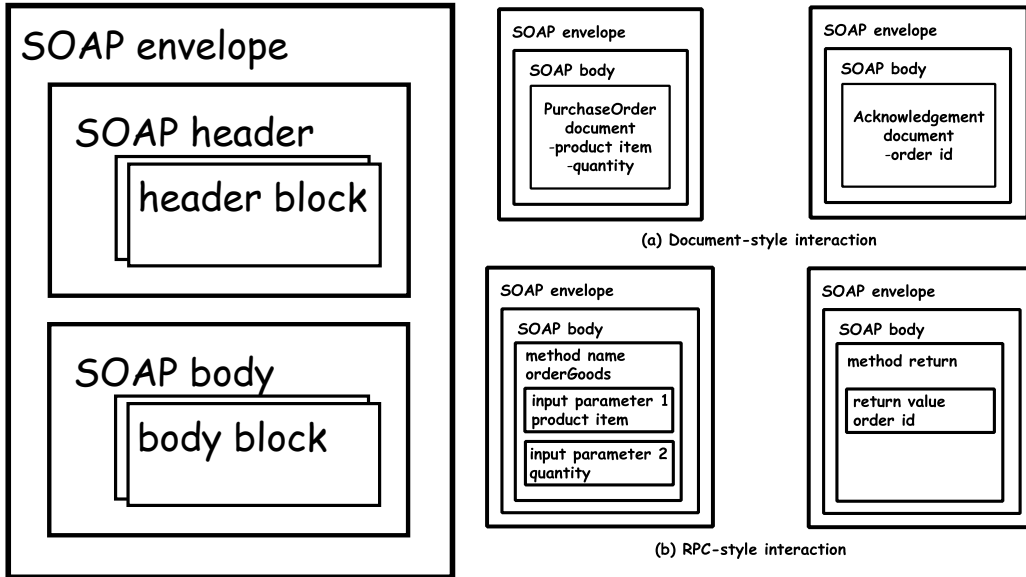 SOAP envelope
SOAP header
header block
SOAP body
body block
SOAP envelope
SOAP body
PurchaseOrder
document
-product item
-quantity
SOAP envelope
SOAP body
Acknowledgement
document
-order id
(a) Document-style interaction
SOAP envelope
SOAP body
method name
orderGoods
input parameter 1
product item
input parameter 2
quantity
SOAP envelope
SOAP body
method return
return value
order id
(b) RPC-style interaction